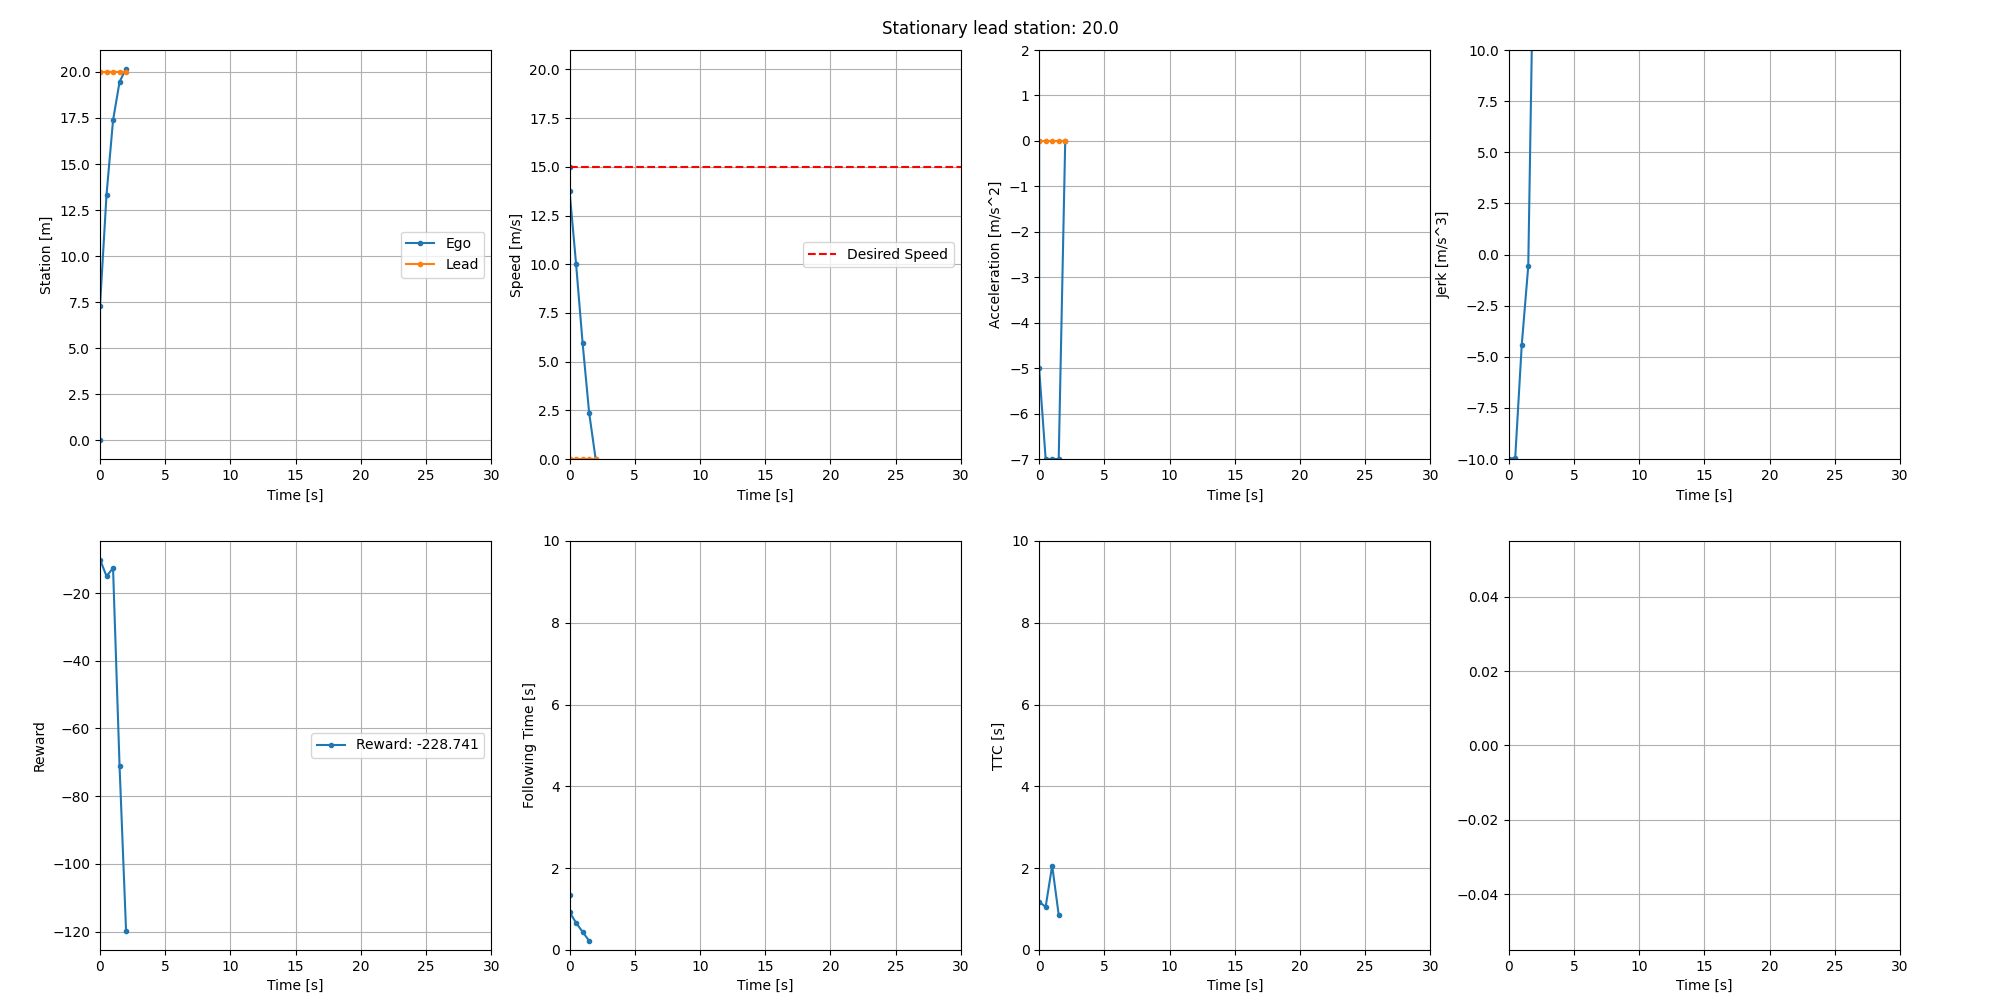 Stationary lead station: 20.0
Station [m]
20.0
17.5
15.0
12.5
10.0
7.5
5.0
2.5
0.0
Ego
Lead
0 5 10 15 20 25 30
Time [s]
Speed [m/s]
20.0
17.5
15.0
12.5
10.0
7.5
5.0
2.5
0.0
Desired Speed
0 5 10 15 20 25 30
Time [s]
Acceleration [m/s^2]
2
1
0
−1
−2
−3
−4
−5
−6
−7
0 5 10 15 20 25 30
Time [s]
Jerk [m/s^3]
10.0
7.5
5.0
2.5
0.0
−2.5
−5.0
−7.5
−10.0
0 5 10 15 20 25 30
Time [s]
Reward
−20
−40
−60
−80
−100
−120
Reward: -228.741
0 5 10 15 20 25 30
Time [s]
Following Time [s]
10
8
6
4
2
0
0 5 10 15 20 25 30
Time [s]
TTC [s]
10
8
6
4
2
0
0 5 10 15 20 25 30
Time [s]
0.04
0.02
0.00
−0.02
−0.04
0 5 10 15 20 25 30
Time [s]